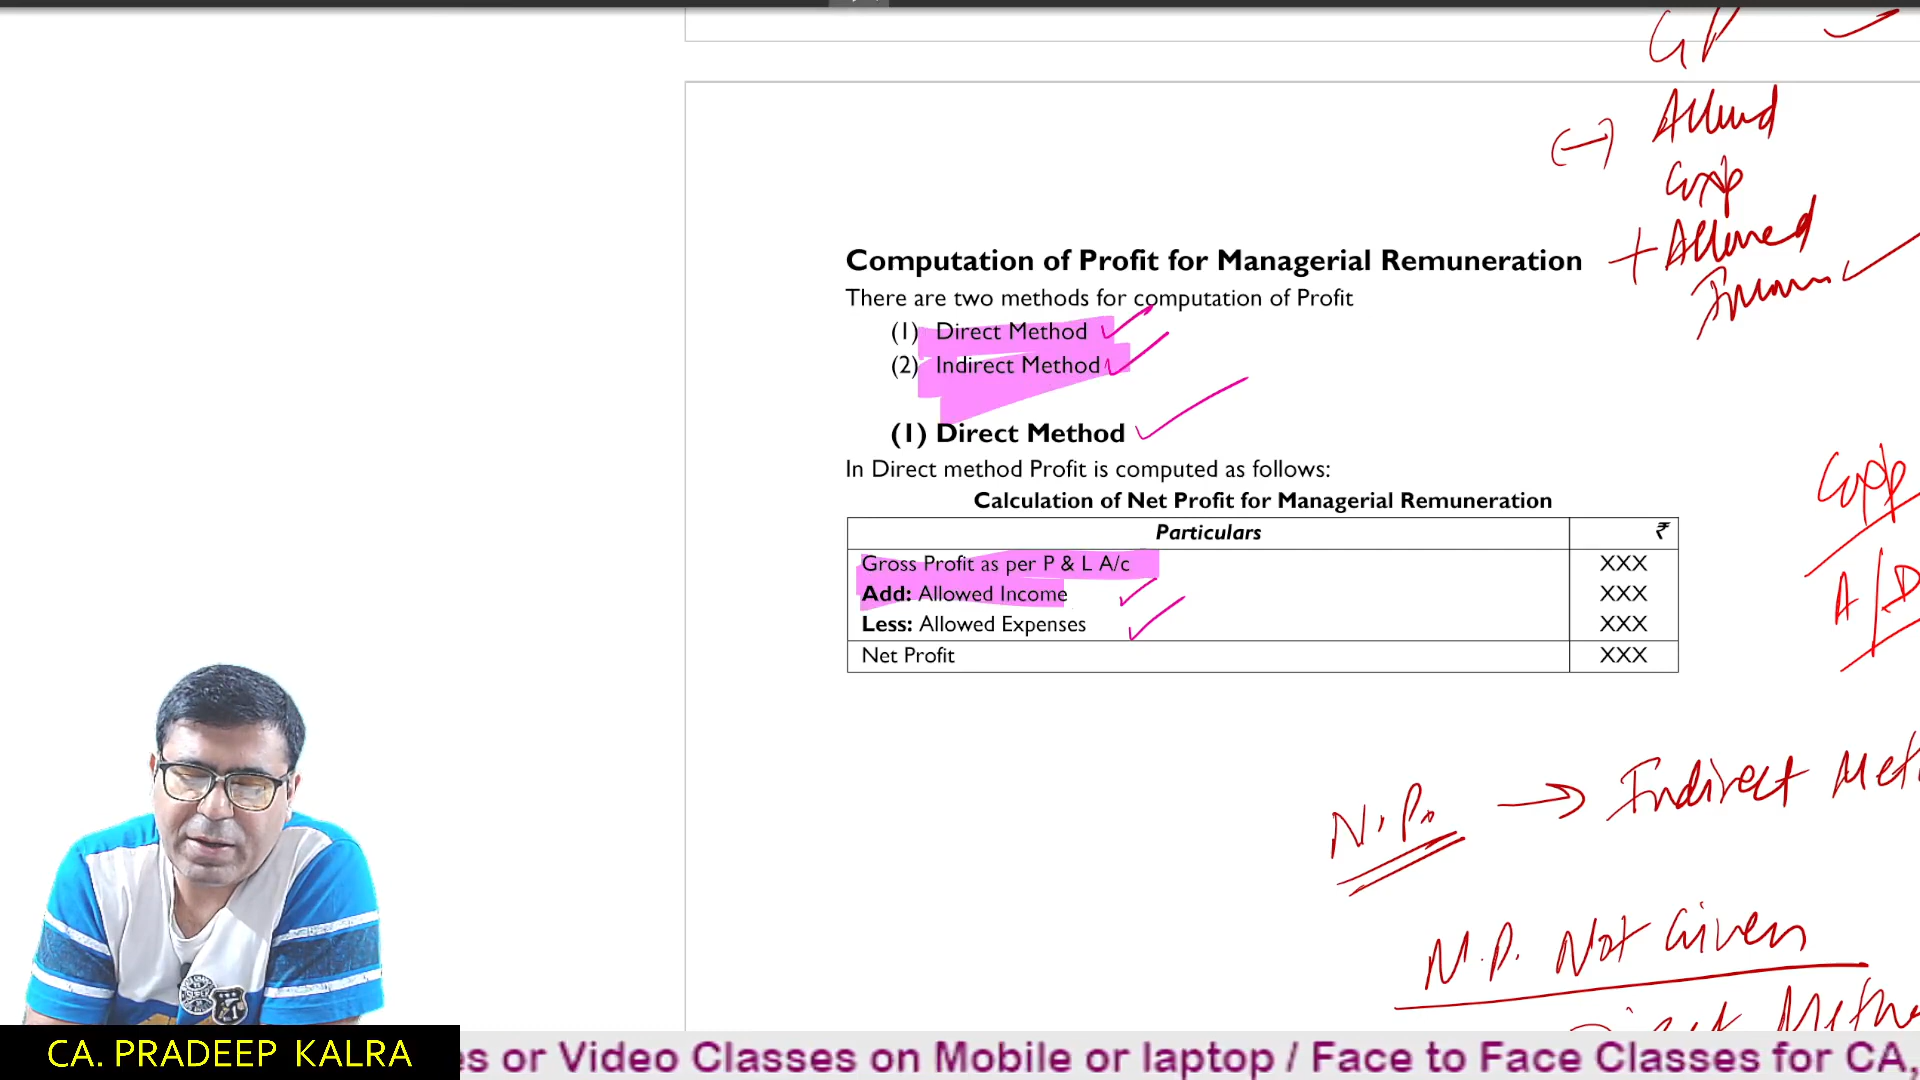 GP
(-) Allowed
Exp
+ Allowed
Income
Computation of Profit for Managerial Remuneration
There are two methods for computation of Profit
(1) Direct Method
(2) Indirect Method
(1) Direct Method
In Direct method Profit is computed as follows:
Calculation of Net Profit for Managerial Remuneration
Particulars ₹
Gross Profit as per P & L A/c XXX
Add: Allowed Income XXX
Less: Allowed Expenses XXX
Net Profit XXX
Exp
A/D
N.P. → Indirect Met
N.P. Not Given
CA. PRADEEP KALRA
es or Video Classes on Mobile or laptop / Face to Face Classes for CA,